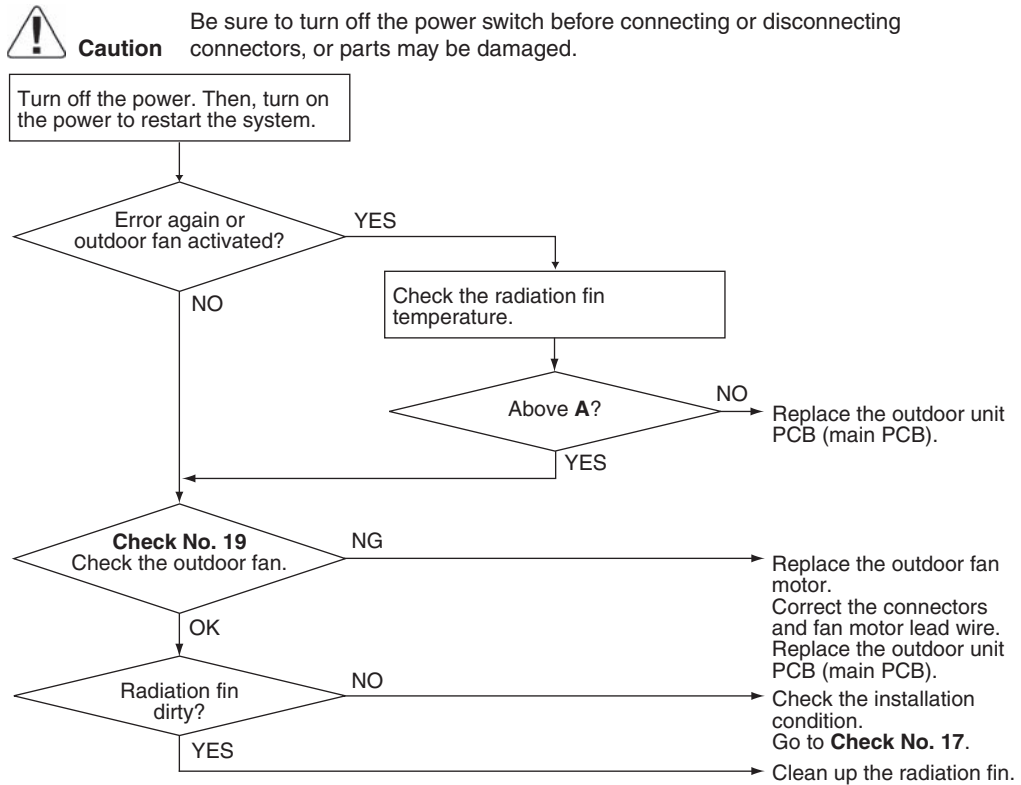 Be sure to turn off the power switch before connecting or disconnecting
Caution connectors, or parts may be damaged.
Turn off the power. Then, turn on
the power to restart the system.
Error again or
outdoor fan activated?
YES
NO
Check the radiation fin
temperature.
Above A?
NO
Replace the outdoor unit
PCB (main PCB).
YES
Check No. 19
Check the outdoor fan.
NG
Replace the outdoor fan
motor.
Correct the connectors
and fan motor lead wire.
Replace the outdoor unit
PCB (main PCB).
OK
Radiation fin
dirty?
NO
Check the installation
condition.
Go to Check No. 17.
YES
Clean up the radiation fin.